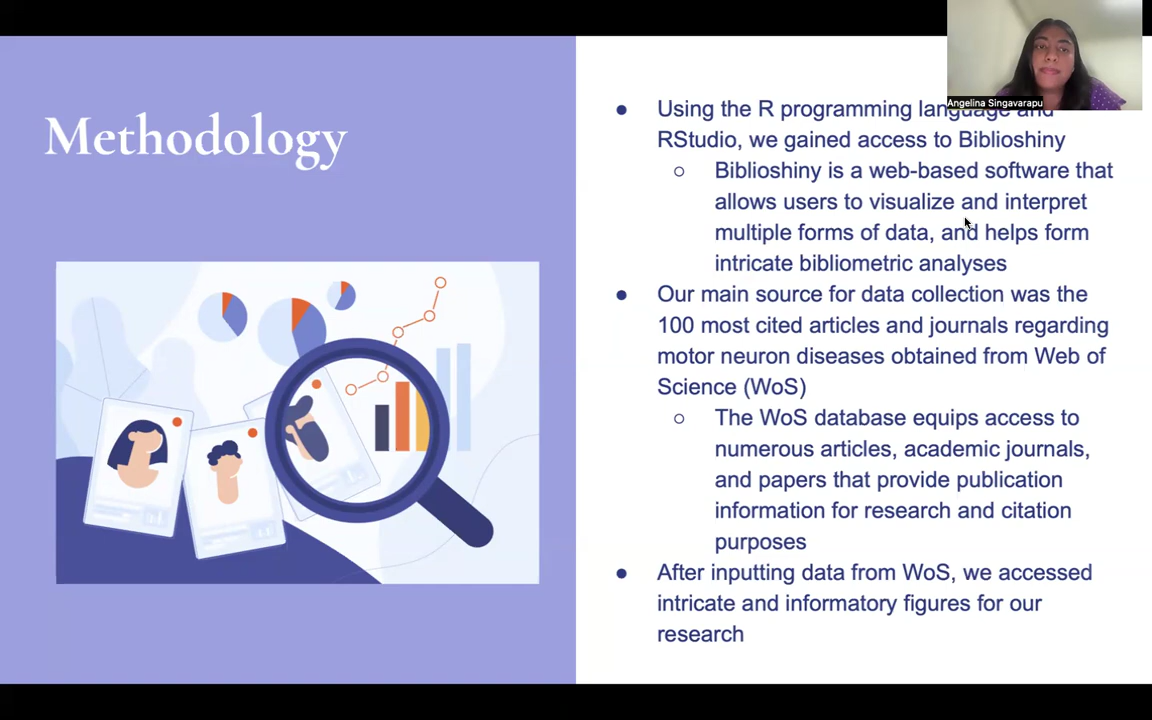 Angelina Singavarapu
Methodology
● Using the R programming language and
RStudio, we gained access to Biblioshiny
○ Biblioshiny is a web-based software that
allows users to visualize and interpret
multiple forms of data, and helps form
intricate bibliometric analyses
● Our main source for data collection was the
100 most cited articles and journals regarding
motor neuron diseases obtained from Web of
Science (WoS)
○ The WoS database equips access to
numerous articles, academic journals,
and papers that provide publication
information for research and citation
purposes
● After inputting data from WoS, we accessed
intricate and informatory figures for our
research